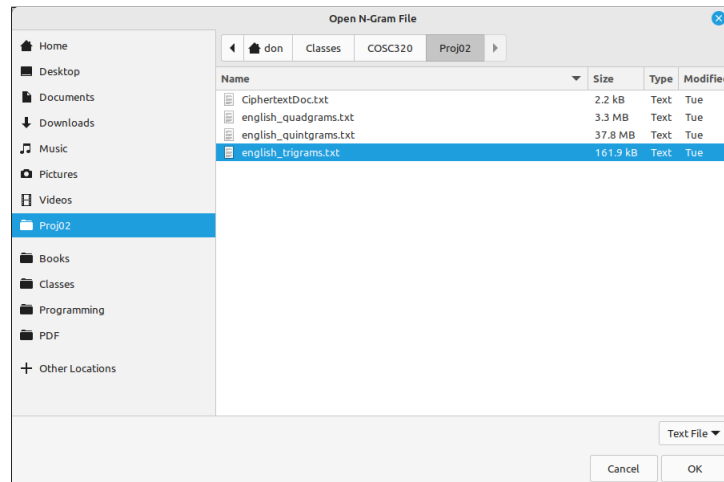 Open N-Gram File
Home
Desktop
Documents
Downloads
Music
Pictures
Videos
Proj02
Books
Classes
Programming
PDF
Other Locations
don Classes COSC320 Proj02
Name Size Type Modified
CiphertextDoc.txt 2.2 kB Text Tue
english_quadgrams.txt 3.3 MB Text Tue
english_quintgrams.txt 37.8 MB Text Tue
english_trigrams.txt 161.9 kB Text Tue
Text File
Cancel OK